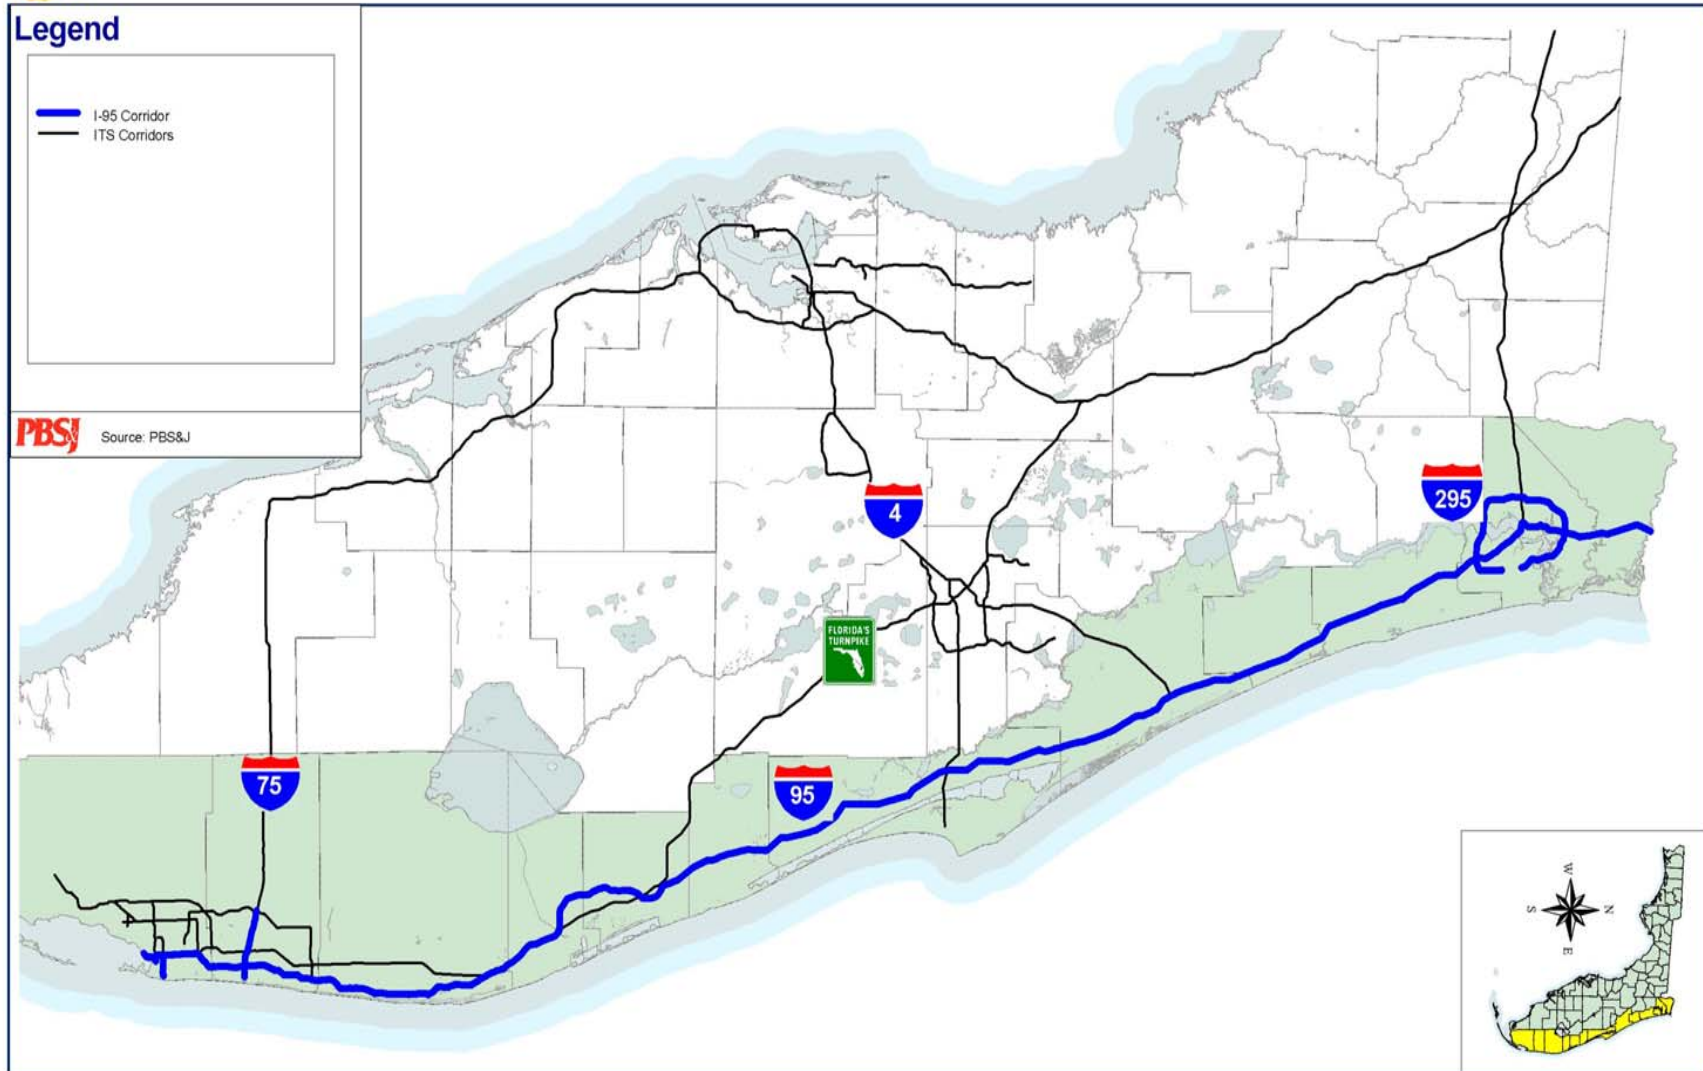 Legend
I-95 Corridor
ITS Corridors
PBSJ
Source: PBS&J
4
295
FLORIDA'S
TURNPIKE
75
95
W
S
N
E